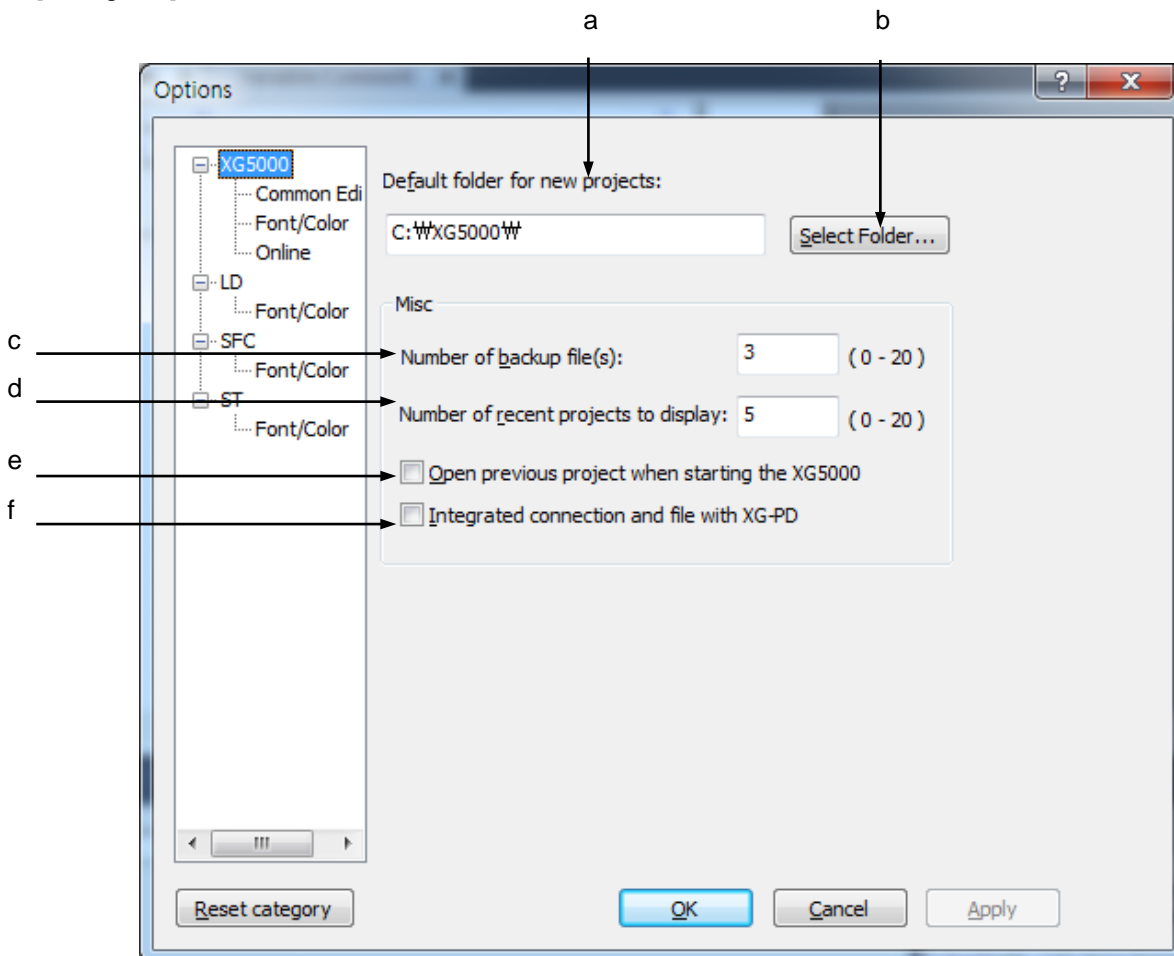 a b
Options
XG5000
Common Edi
Font/Color
Online
LD
Font/Color
SFC
Font/Color
ST
Font/Color
Default folder for new projects:
C:₩XG5000₩
Select Folder...
Misc
c
Number of backup file(s): 3 ( 0 - 20 )
d
Number of recent projects to display: 5 ( 0 - 20 )
e
Open previous project when starting the XG5000
f
Integrated connection and file with XG-PD
Reset category
OK
Cancel
Apply